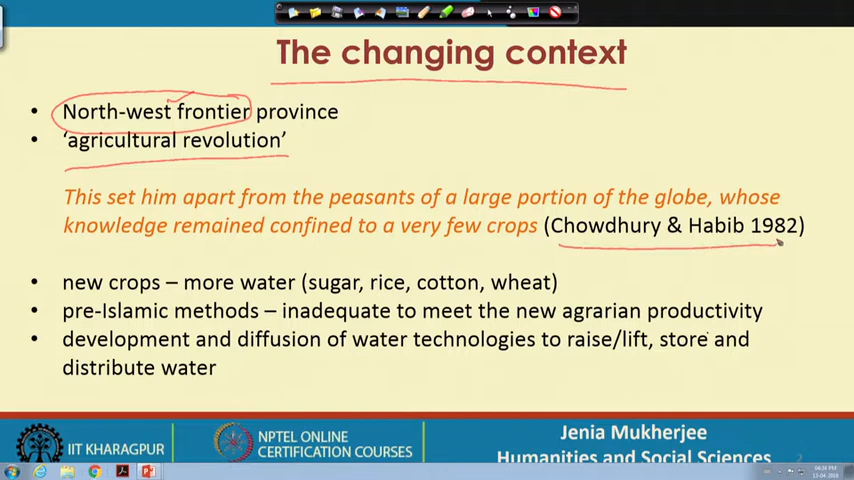 The changing context
• North-west frontier province
• 'agricultural revolution'
This set him apart from the peasants of a large portion of the globe, whose
knowledge remained confined to a very few crops (Chowdhury & Habib 1982)
• new crops – more water (sugar, rice, cotton, wheat)
• pre-Islamic methods – inadequate to meet the new agrarian productivity
• development and diffusion of water technologies to raise/lift, store and
distribute water
IIT KHARAGPUR
NPTEL ONLINE
CERTIFICATION COURSES
Jenia Mukherjee
Humanities and Social Sciences
2
04:26 PM